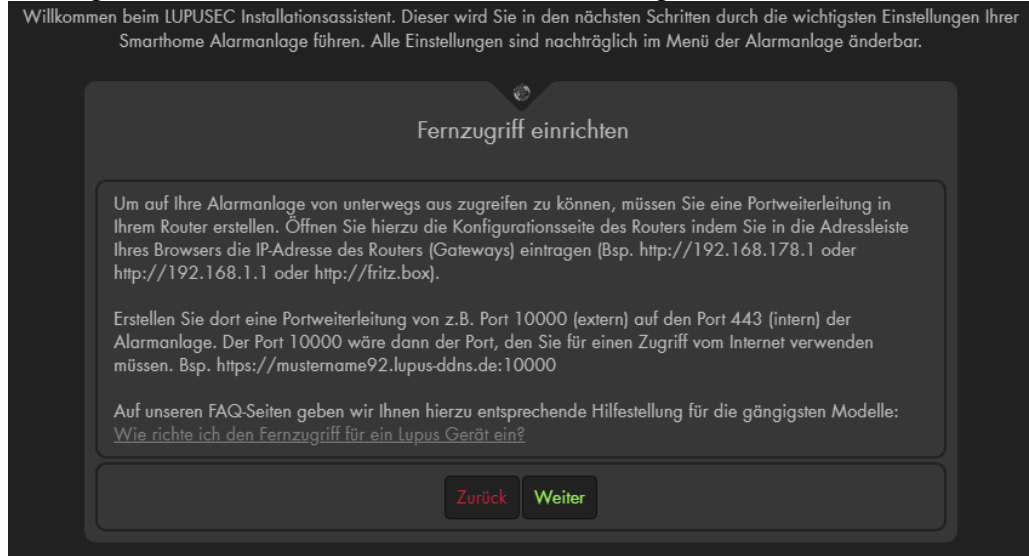 Willkommen beim LUPUSEC Installationsassistent. Dieser wird Sie in den nächsten Schritten durch die wichtigsten Einstellungen Ihrer
Smarthome Alarmanlage führen. Alle Einstellungen sind nachträglich im Menü der Alarmanlage änderbar.
Fernzugriff einrichten
Um auf Ihre Alarmanlage von unterwegs aus zugreifen zu können, müssen Sie eine Portweiterleitung in
Ihrem Router erstellen. Öffnen Sie hierzu die Konfigurationsseite des Routers indem Sie in die Adressleiste
Ihres Browsers die IP-Adresse des Routers (Gateways) eintragen (Bsp. http://192.168.178.1 oder
http://192.168.1.1 oder http://fritz.box).
Erstellen Sie dort eine Portweiterleitung von z.B. Port 10000 (extern) auf den Port 443 (intern) der
Alarmanlage. Der Port 10000 wäre dann der Port, den Sie für einen Zugriff vom Internet verwenden
müssen. Bsp. https://mustername92.lupus-ddns.de:10000
Auf unseren FAQ-Seiten geben wir Ihnen hierzu entsprechende Hilfestellung für die gängigsten Modelle:
Wie richte ich den Fernzugriff für ein Lupus Gerät ein?
Zurück Weiter